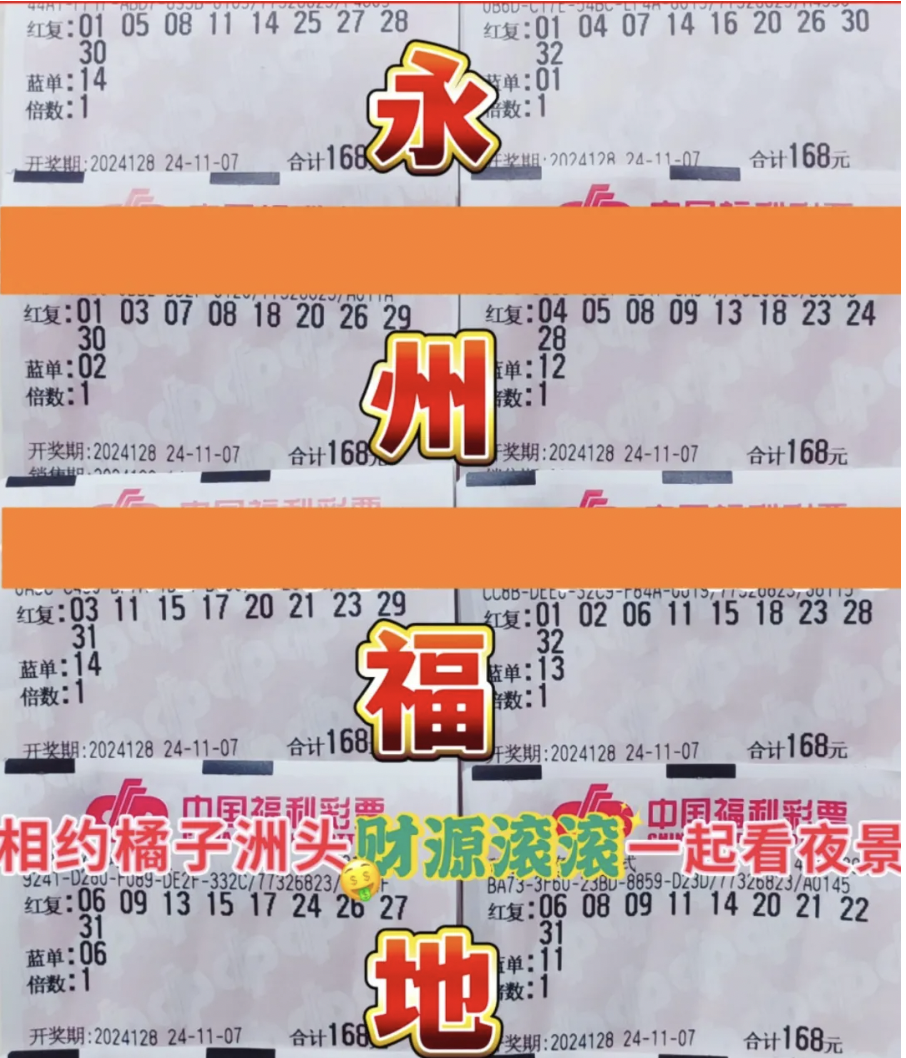 红复:01 05 08 11 14 25 27 28
30
蓝单:14
倍数:1
开奖期:2024128 24-11-07 合计168
红复:01 04 07 14 16 20 26 30
32
蓝单:01
倍数:1
开奖期:2024128 24-11-07 合计168元
永
红复:01 03 07 08 18 20 26 29
30
蓝单:02
倍数:1
开奖期:2024128 24-11-07 合计168元
红复:04 05 08 09 13 18 23 24
28
蓝单:12
倍数:1
开奖期:2024128 24-11-07 合计168元
州
中国福利彩票
中国福利彩票
红复:03 11 15 17 20 21 23 29
31
蓝单:14
倍数:1
开奖期:2024128 24-11-07 合计168
红复:01 02 06 11 15 18 23 28
32
蓝单:13
倍数:1
开奖期:2024128 24-11-07 合计168元
福
中国福利彩票
中国福利彩票
相约橘子洲头财源滚滚一起看夜景
红复:06 09 13 15 17 24 26 27
31
蓝单:06
倍数:1
开奖期:2024128 24-11-07 合计168
BA73-3F60-23BD-8859-D23D/77326823/A0145
红复:06 08 09 11 14 20 21 22
31
蓝单:11
倍数:1
开奖期:2024128 24-11-07 合计168元
地